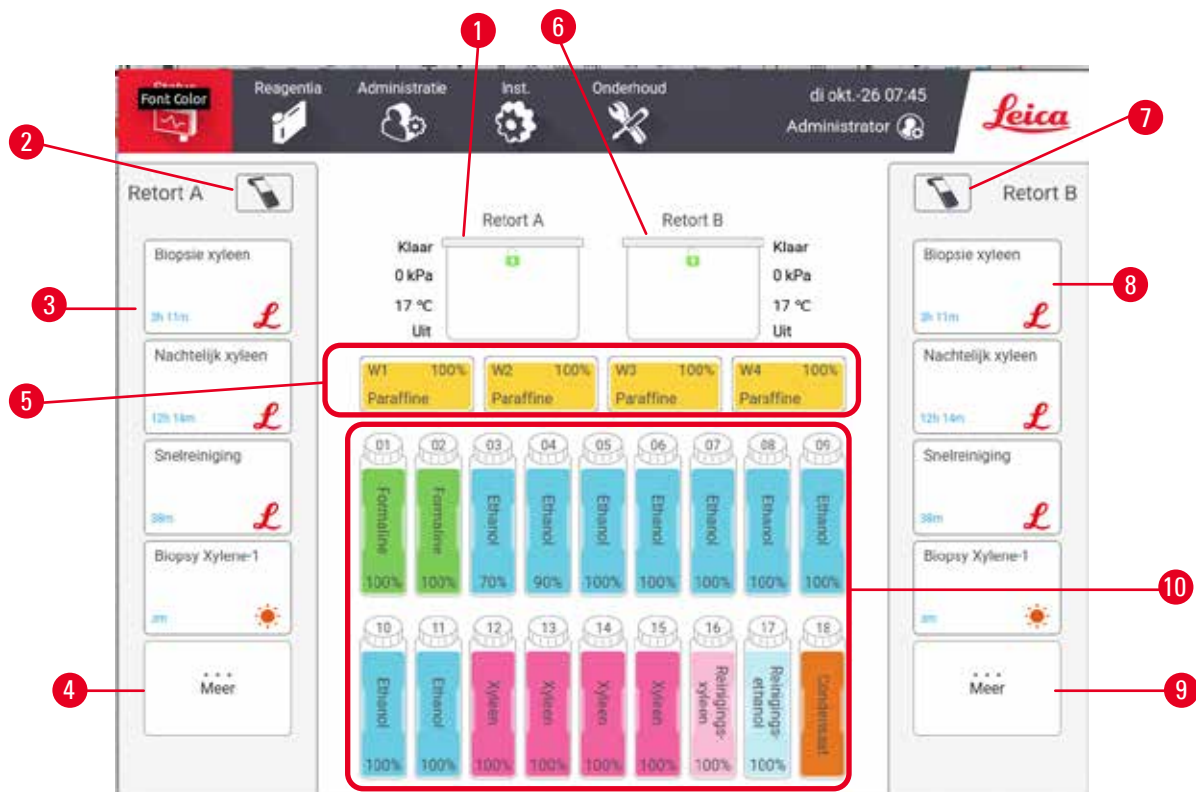 1
6
Font Color
Reagentia
Administratie
Inst.
Onderhoud
di okt.-26 07:45
Administrator
Leica
2
7
Retort A
Retort B
Retort A
Retort B
Klaar
0 kPa
17 °C
Uit
Klaar
0 kPa
17 °C
Uit
3
Biopsie xyleen
3h 11m
Nachtelijk xyleen
12h 14m
Snelreiniging
38m
Biopsy Xylene-1
3m
4
... Meer
8
Biopsie xyleen
3h 11m
Nachtelijk xyleen
12h 14m
Snelreiniging
38m
Biopsy Xylene-1
3m
9
... Meer
5
W1 100%
Paraffine
W2 100%
Paraffine
W3 100%
Paraffine
W4 100%
Paraffine
10
01 02 03 04 05 06 07 08 09
Formaline Formaline Ethanol Ethanol Ethanol Ethanol Ethanol Ethanol Ethanol
100% 100% 70% 90% 100% 100% 100% 100% 100%
10 11 12 13 14 15 16 17 18
Ethanol Ethanol Xyleen Xyleen Xyleen Xyleen Reinigings-xyleen Reinigings-ethanol Condensaat
100% 100% 100% 100% 100% 100% 100% 100%